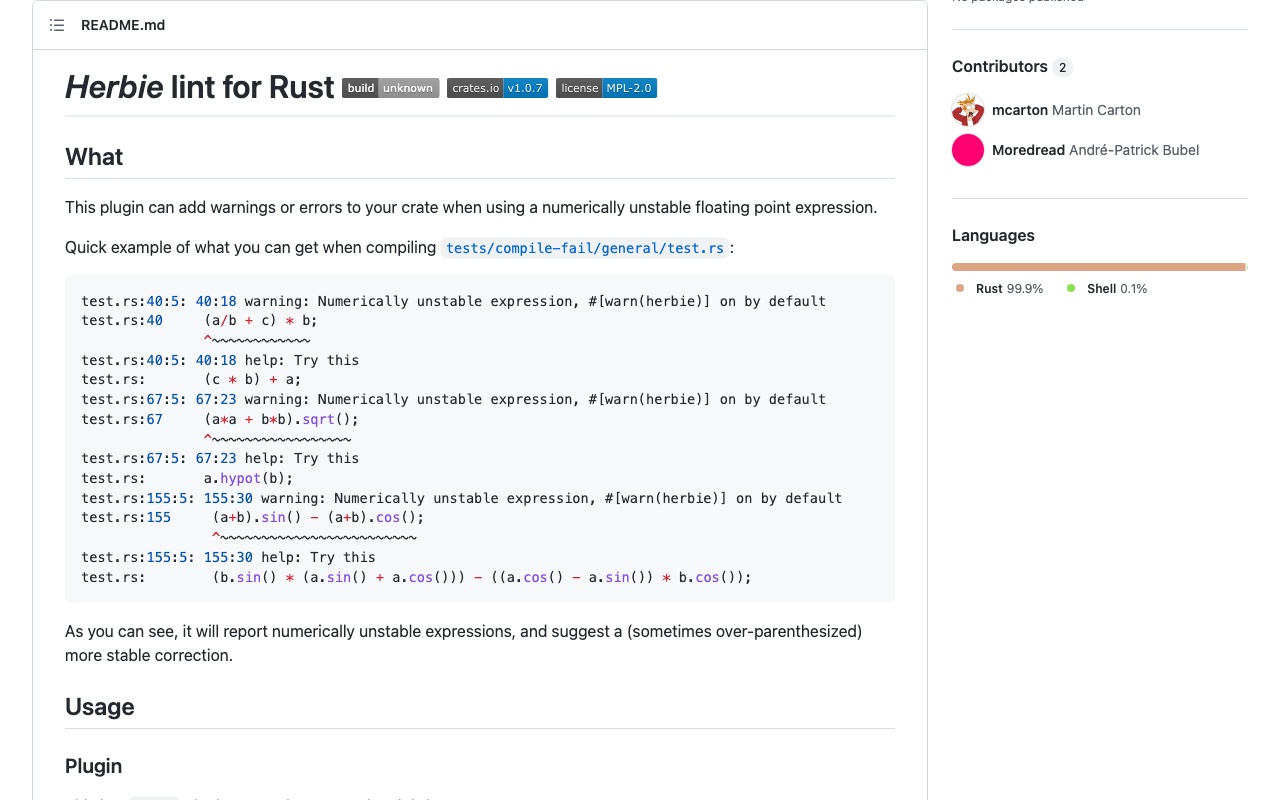 No packages published
README.md
Herbie lint for Rust build unknown crates.io v1.0.7 license MPL-2.0
What
This plugin can add warnings or errors to your crate when using a numerically unstable floating point expression.
Quick example of what you can get when compiling tests/compile-fail/general/test.rs:
test.rs:40:5: 40:18 warning: Numerically unstable expression, #[warn(herbie)] on by default
test.rs:40     (a/b + c) * b;
               ^~~~~~~~~~~~~
test.rs:40:5: 40:18 help: Try this
test.rs:       (c * b) + a;
test.rs:67:5: 67:23 warning: Numerically unstable expression, #[warn(herbie)] on by default
test.rs:67     (a*a + b*b).sqrt();
               ^~~~~~~~~~~~~~~~~~
test.rs:67:5: 67:23 help: Try this
test.rs:       a.hypot(b);
test.rs:155:5: 155:30 warning: Numerically unstable expression, #[warn(herbie)] on by default
test.rs:155     (a+b).sin() - (a+b).cos();
                ^~~~~~~~~~~~~~~~~~~~~~~~~
test.rs:155:5: 155:30 help: Try this
test.rs:        (b.sin() * (a.sin() + a.cos())) - ((a.cos() - a.sin()) * b.cos());
As you can see, it will report numerically unstable expressions, and suggest a (sometimes over-parenthesized)
more stable correction.
Usage
Plugin
Contributors 2
mcarton Martin Carton
Moredread André-Patrick Bubel
Languages
Rust 99.9% Shell 0.1%